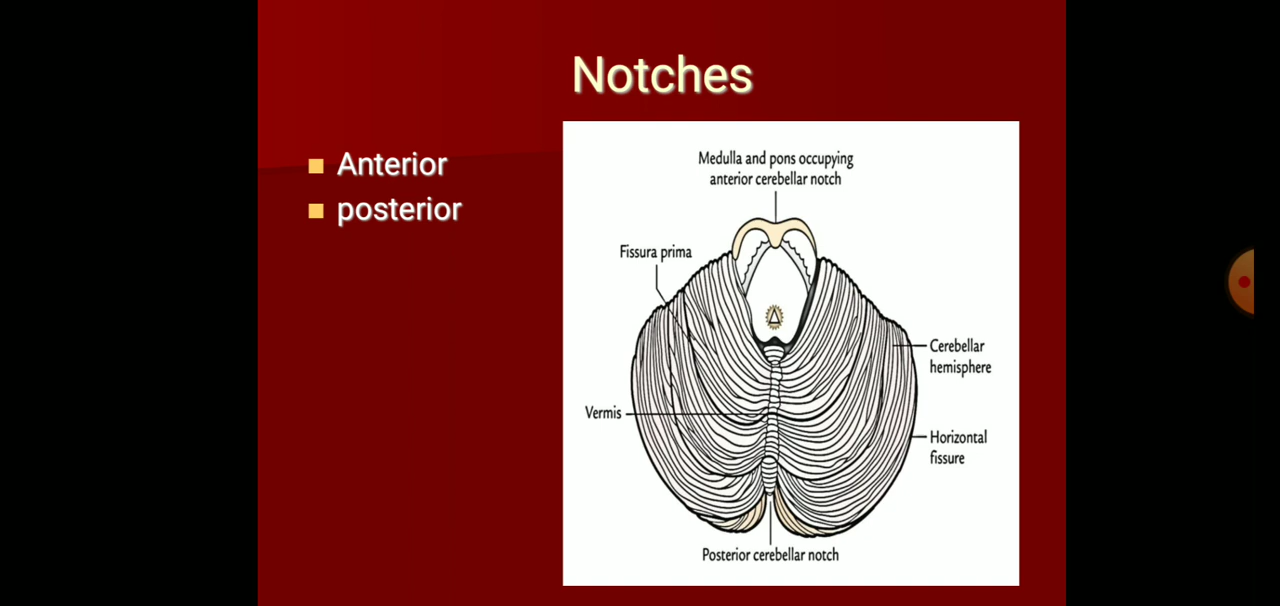 Notches
Anterior
posterior
Medulla and pons occupying
anterior cerebellar notch
Fissura prima
Cerebellar
hemisphere
Vermis
Horizontal
fissure
Posterior cerebellar notch